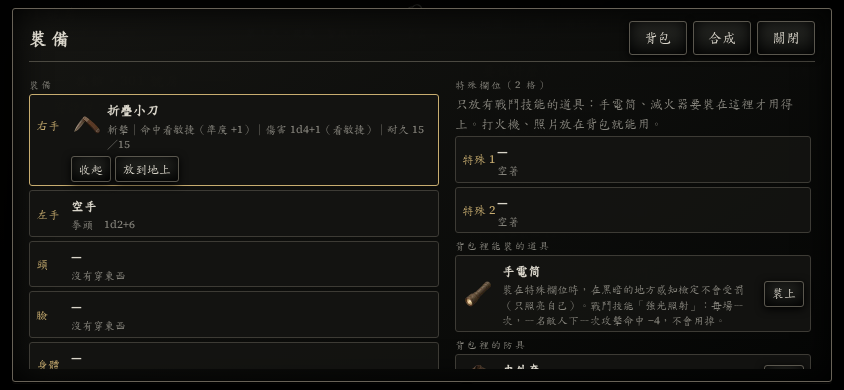 裝備
背包
合成
關閉
裝備
右手
折疊小刀
斬擊｜命中看敏捷（準度 +1）｜傷害 1d4+1（看敏捷）｜耐久 15
／15
收起
放到地上
左手
空手
拳頭 1d2+6
頭
—
沒有穿東西
臉
—
沒有穿東西
身體
—
特殊欄位（2 格）
只放有戰鬥技能的道具：手電筒、滅火器要裝在這裡才用得
上。打火機、照片放在背包就能用。
特殊 1
—
空著
特殊 2
—
空著
背包裡能裝的道具
手電筒
裝在特殊欄位時，在黑暗的地方感知檢定不會受罰
（只照亮自己）。戰鬥技能「強光照射」：每場一
次，一名敵人下一次攻擊命中 −4，不會用掉。
裝上
背包裡的防具